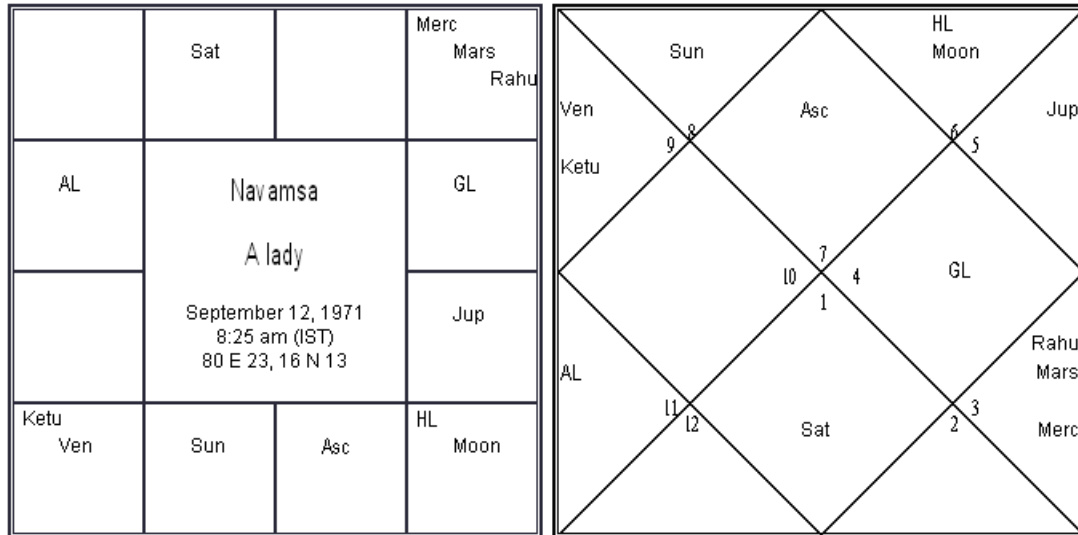 Sat
Merc
Mars
Rahu
AL
GL
Navamsa
A lady
September 12, 1971
8:25 am (IST)
80 E 23, 16 N 13
Jup
Ketu
Ven
Sun
Asc
HL
Moon
HL
Moon
Sun
Asc
Ven
Jup
8
9
6
5
Ketu
7
10
4
1
GL
Rahu
Mars
AL
11
12
3
2
Sat
Merc